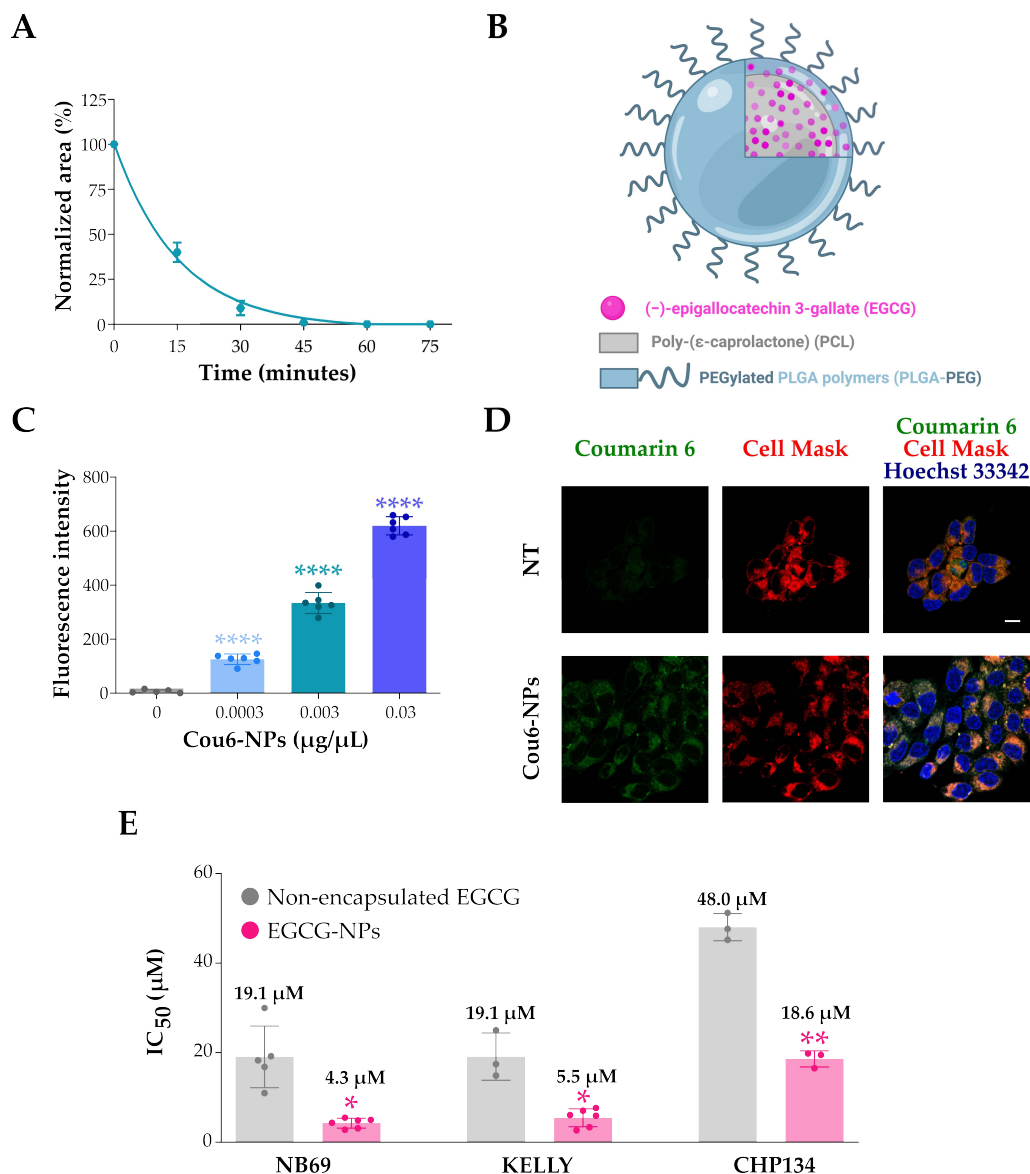 A
Normalized area (%)
125
100
75
50
25
0
0 15 30 45 60 75
Time (minutes)
B
(−)-epigallocatechin 3-gallate (EGCG)
Poly-(ε-caprolactone) (PCL)
PEGylated PLGA polymers (PLGA-PEG)
C
Fluorescence intensity
800
600
400
200
0
****
****
****
0 0.0003 0.003 0.03
Cou6-NPs (µg/µL)
D
Coumarin 6
Cell Mask
Coumarin 6
Cell Mask
Hoechst 33342
NT
Cou6-NPs
E
IC50 (µM)
60
40
20
0
Non-encapsulated EGCG
EGCG-NPs
19.1 µM
4.3 µM
*
19.1 µM
5.5 µM
*
48.0 µM
18.6 µM
**
NB69 KELLY CHP134